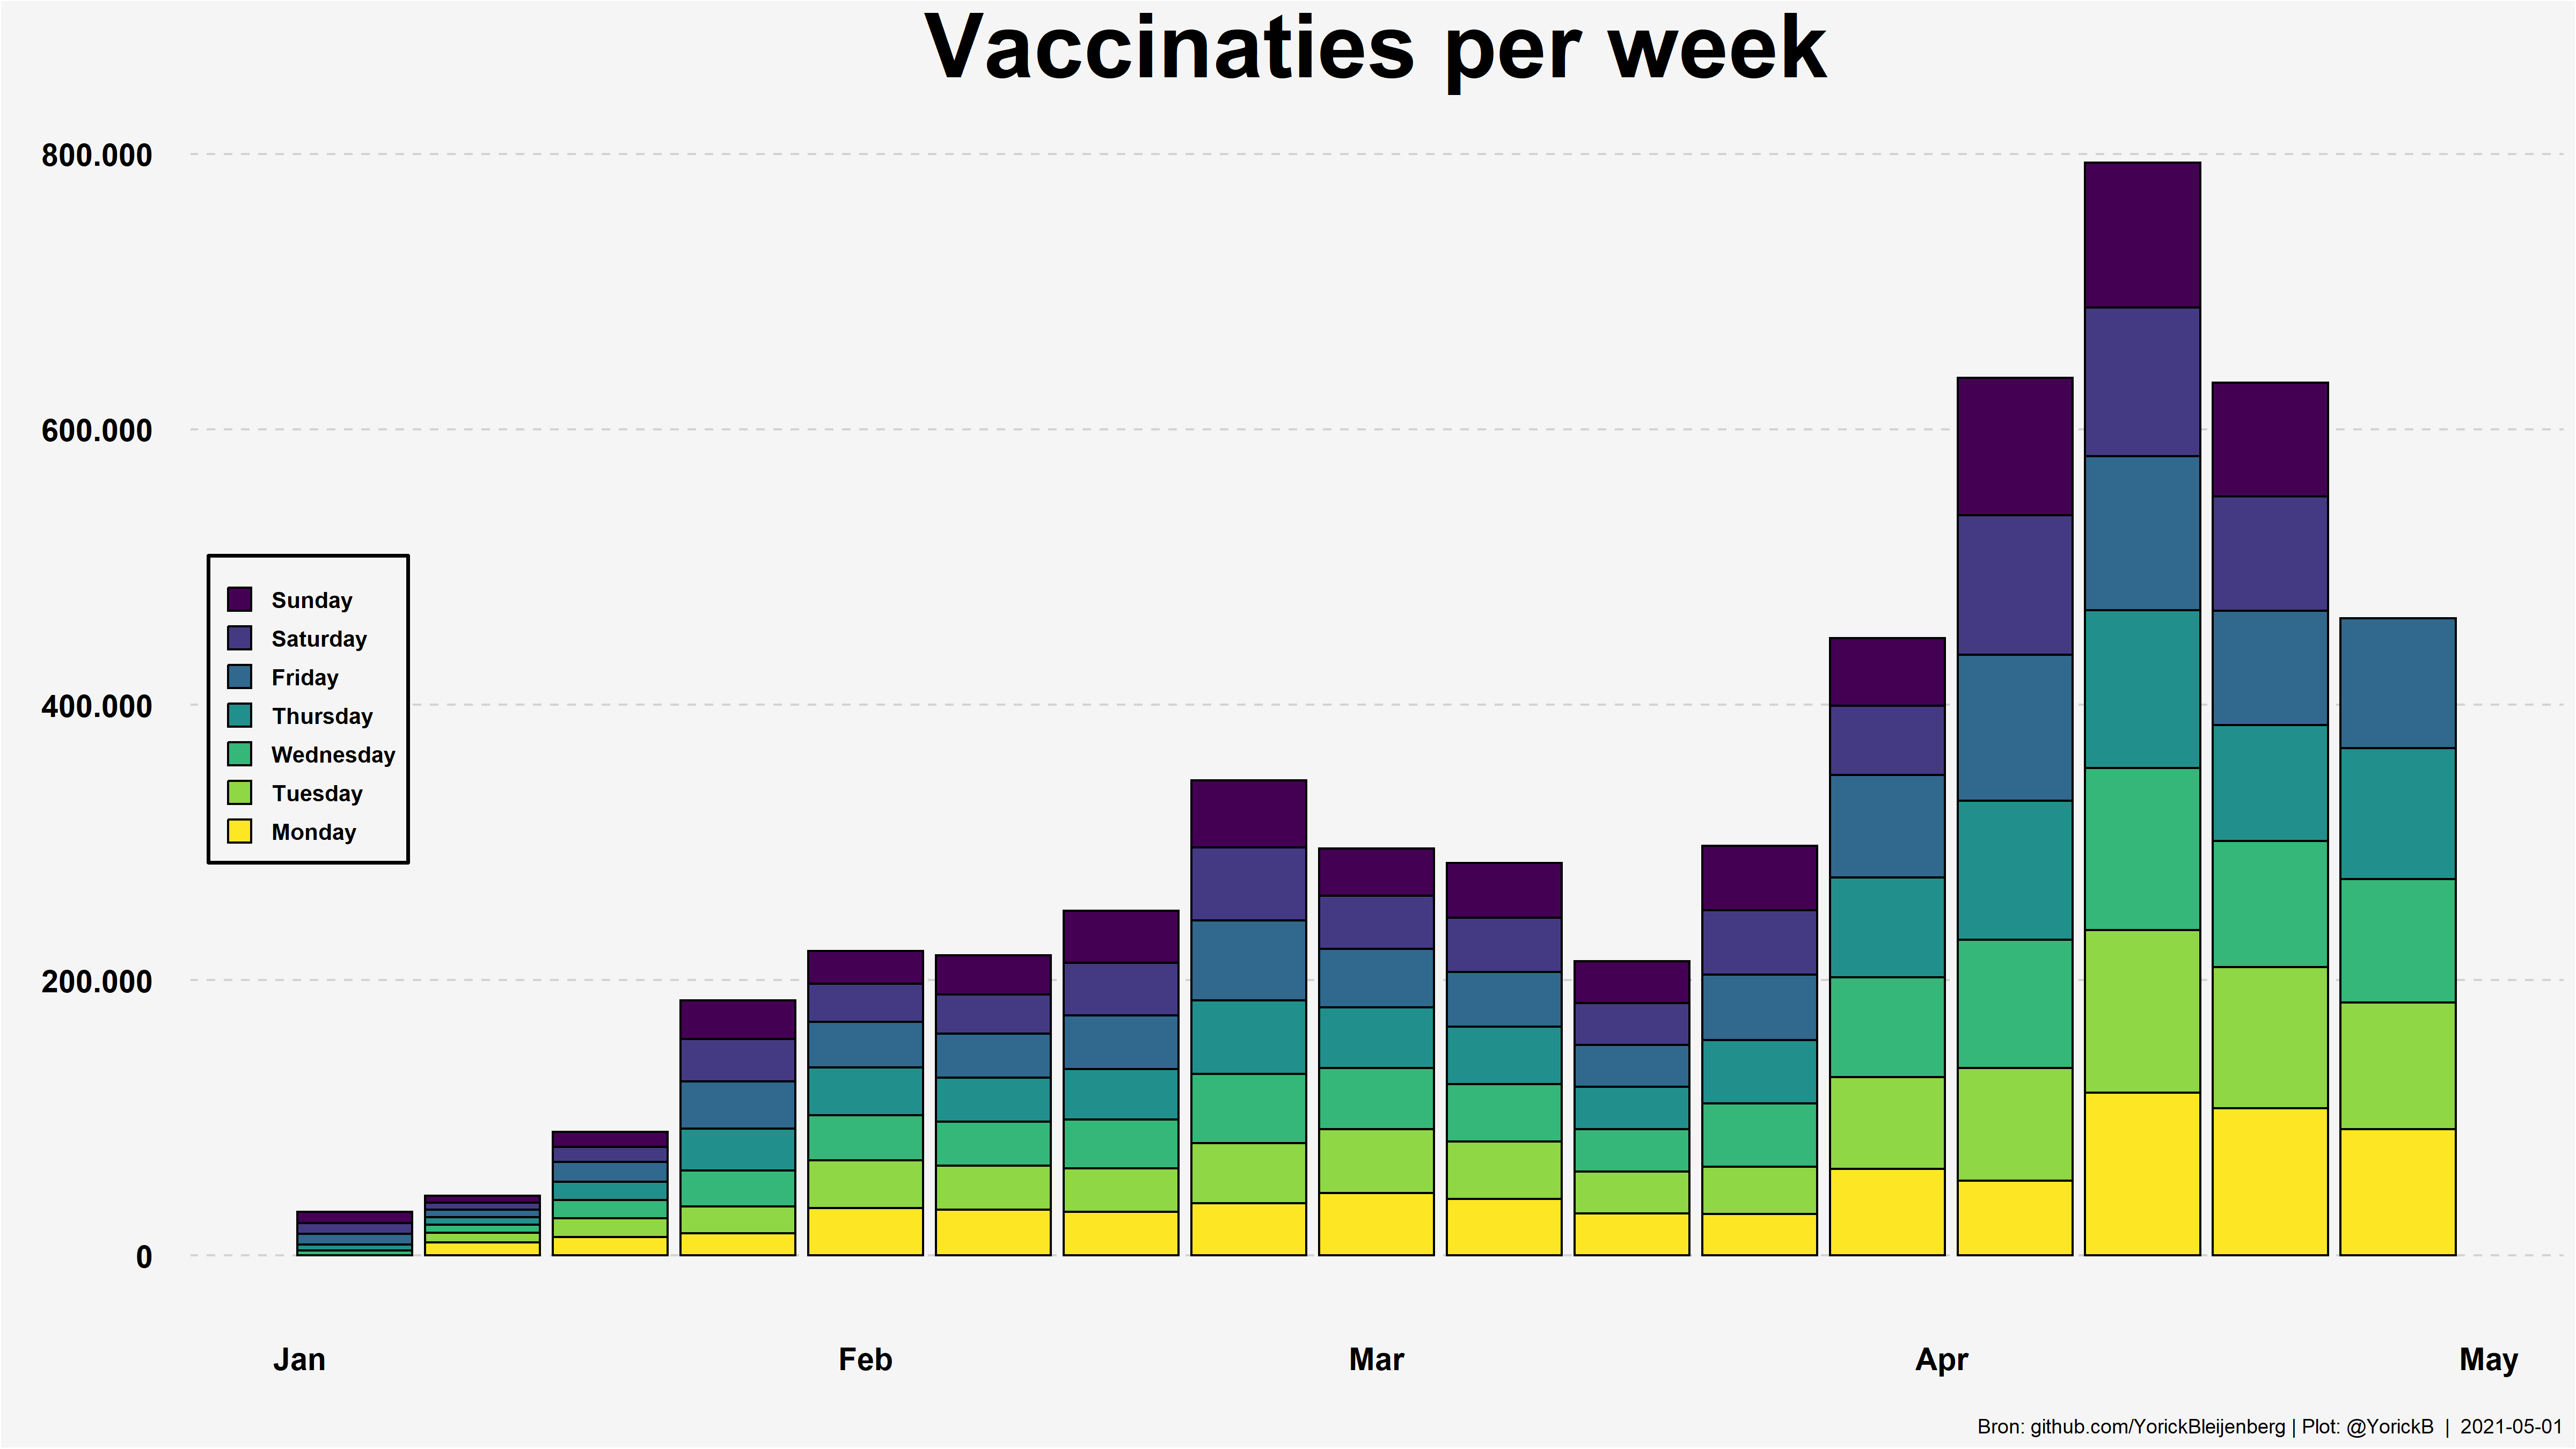 Vaccinaties per week
800.000
600.000
400.000
200.000
0
Sunday
Saturday
Friday
Thursday
Wednesday
Tuesday
Monday
Jan Feb Mar Apr May
Bron: github.com/YorickBleijenberg | Plot: @YorickB | 2021-05-01